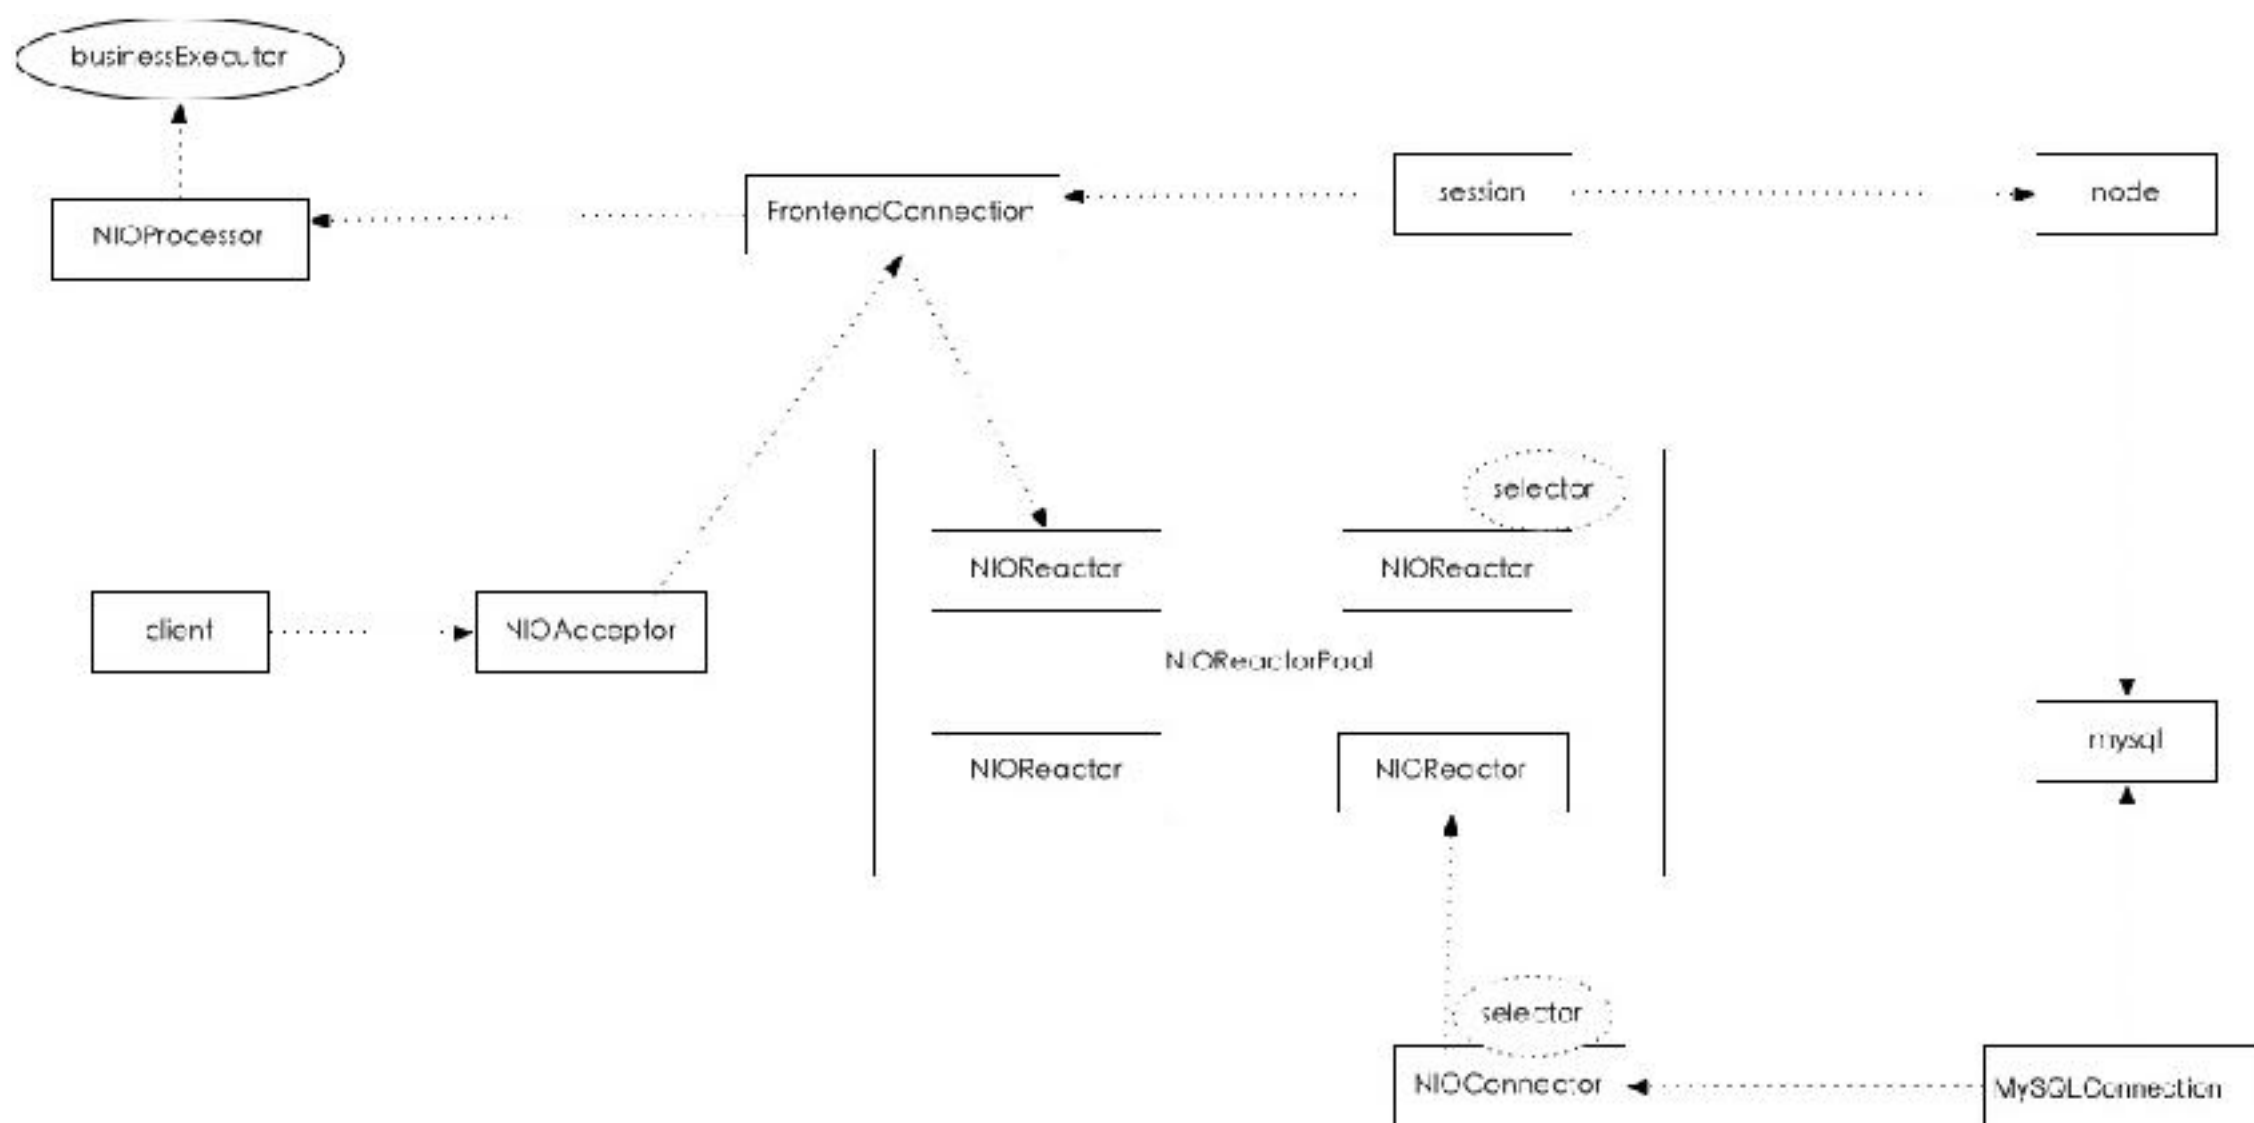 businessExecutor
NIOProcessor
FrontendConnection
session
node
selector
NIOReactor
NIOReactor
client
NIOAcceptor
NIOReactorPool
NIOReactor
NIOReactor
mysql
selector
NIOConnector
MySQLConnection